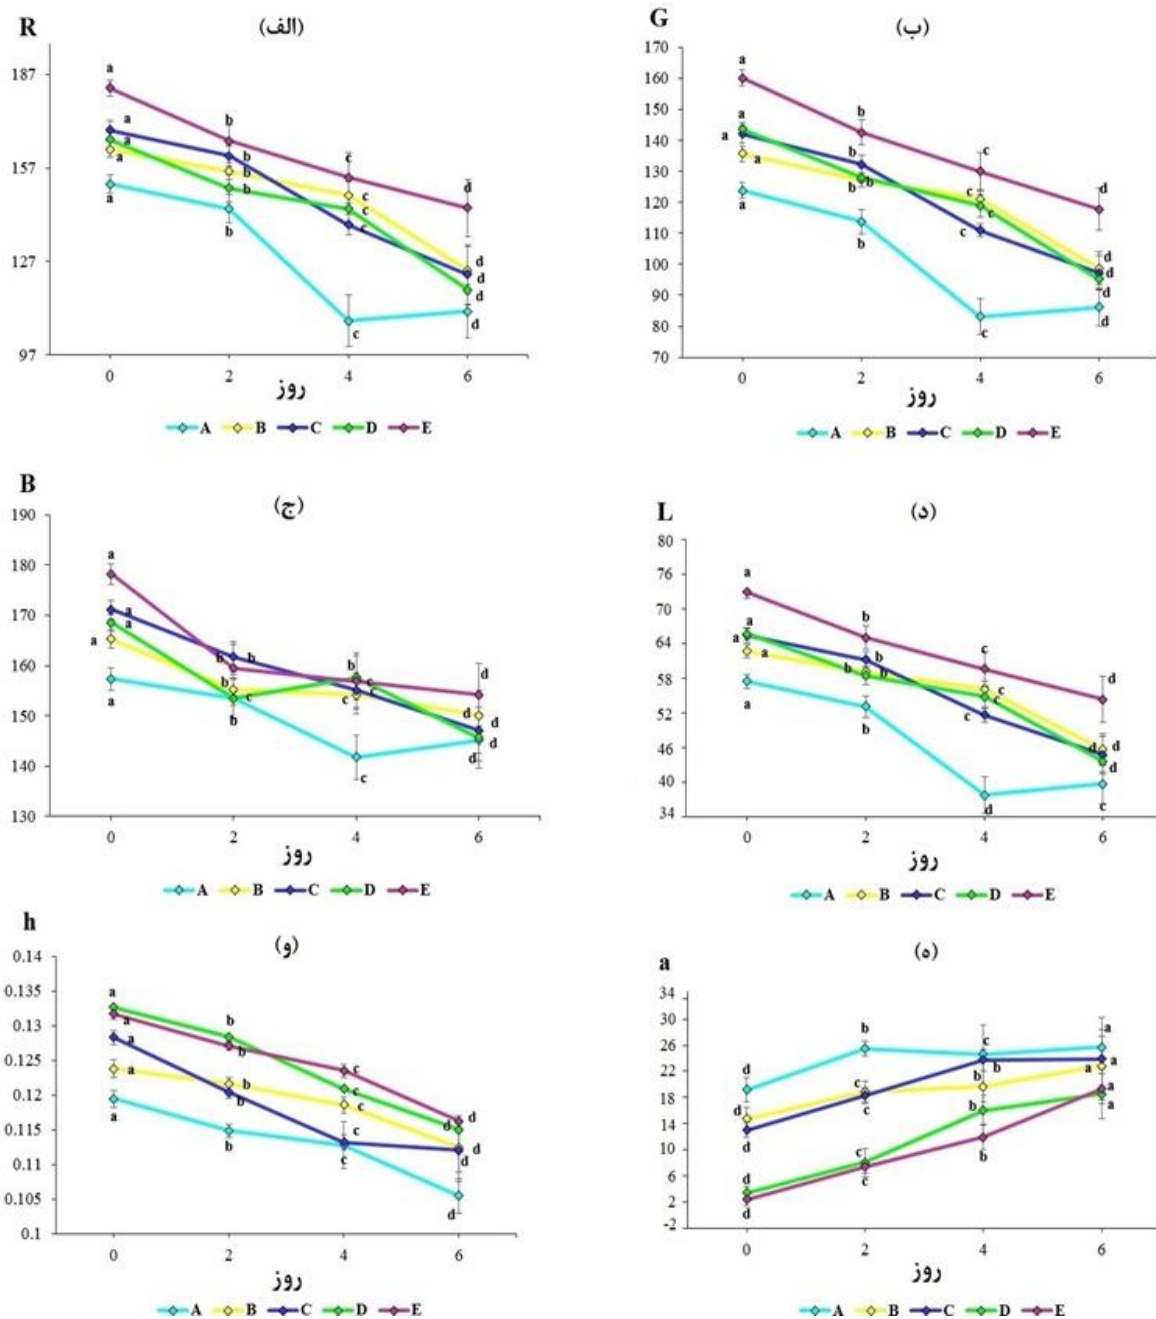 R (الف)
187
157
127
97
a
a
a
a
a
b
b
b
b
b
c
c
c
c
c
d
d
d
d
d
0 2 4 6
روز
A B C D E
G (ب)
170
160
150
140
130
120
110
100
90
80
70
a
a
a
a
a
b
b
b
b
b
c
c
c
c
c
d
d
d
d
d
0 2 4 6
روز
A B C D E
B (ج)
190
180
170
160
150
140
130
a
a
a
a
a
b
b
b
c
b
b
c
c
c
c
d
d
d
d
d
0 2 4 6
روز
A B C D E
L (د)
80
76
70
64
58
52
46
40
34
a
a
a
a
a
b
b
b
b
b
c
c
c
c
d
d
d
d
d
c
0 2 4 6
روز
A B C D E
h (و)
0.14
0.135
0.13
0.125
0.12
0.115
0.11
0.105
0.1
a
a
a
a
a
b
b
b
b
b
c
c
c
c
c
d
d
d
d
d
0 2 4 6
روز
A B C D E
a (ه)
34
30
26
22
18
14
10
6
2
-2
d
d
d
d
d
b
c
c
c
c
c
b
b
b
b
a
a
a
a
a
0 2 4 6
روز
A B C D E